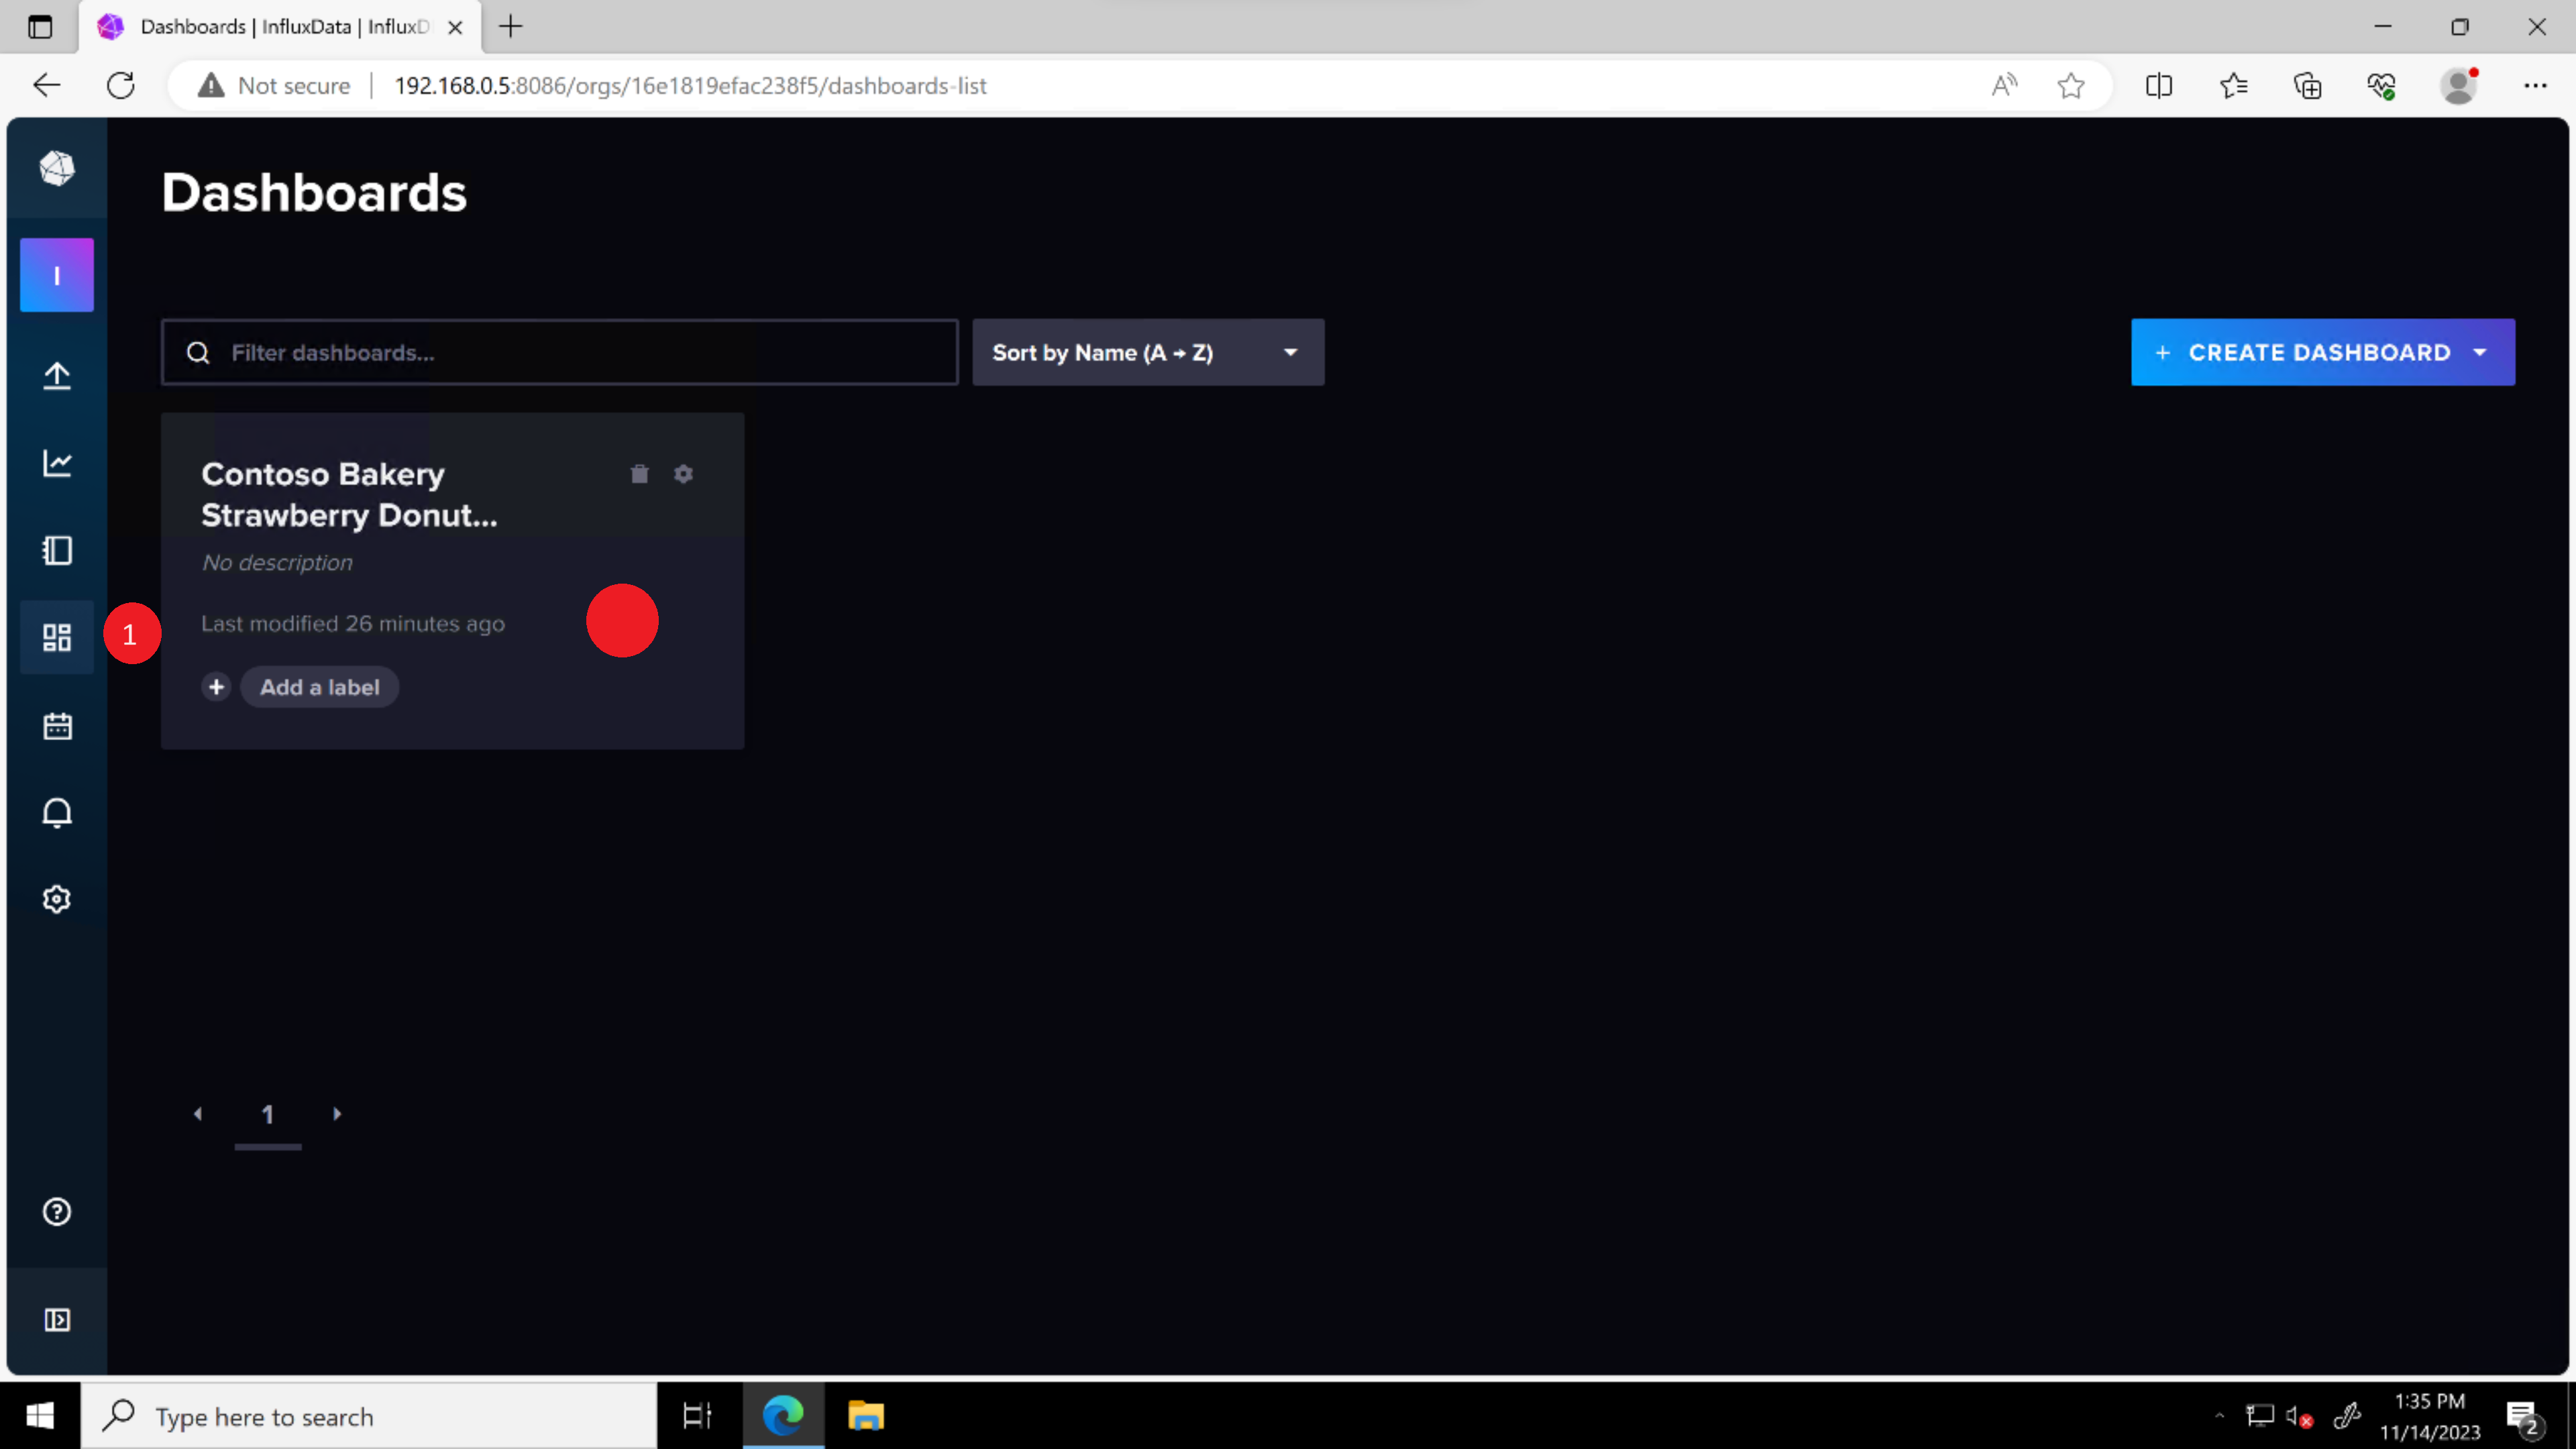 Dashboards | InfluxData | InfluxD
Not secure
192.168.0.5:8086/orgs/16e1819efac238f5/dashboards-list
Dashboards
I
Filter dashboards...
Sort by Name (A → Z)
+ CREATE DASHBOARD
Contoso Bakery
Strawberry Donut...
No description
1
Last modified 26 minutes ago
+ Add a label
1
Type here to search
1:35 PM
11/14/2023
2